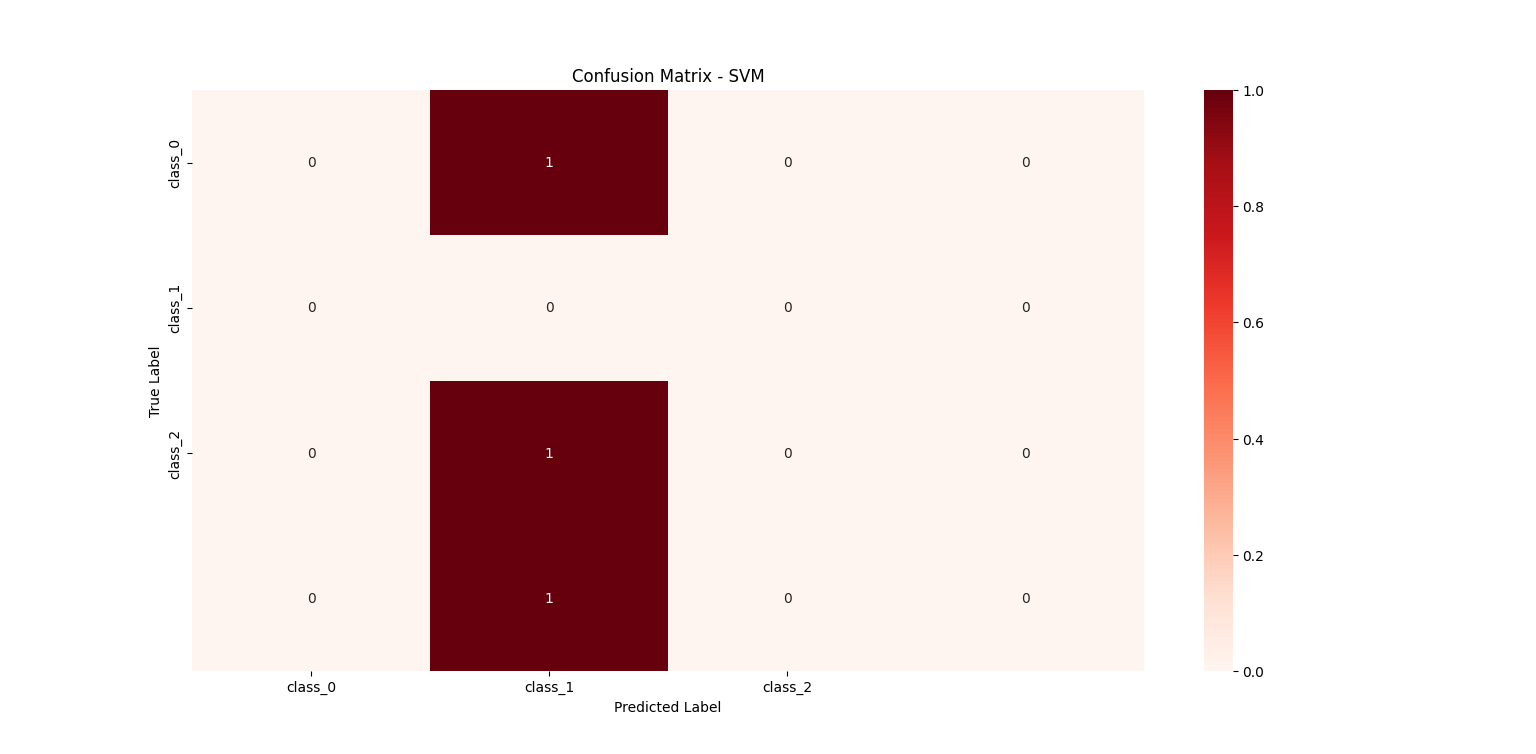 Confusion Matrix - SVM
class_0
0 1 0 0
class_1
0 0 0 0
class_2
0 1 0 0
0 1 0 0
True Label
class_0 class_1 class_2
Predicted Label
1.0
0.8
0.6
0.4
0.2
0.0